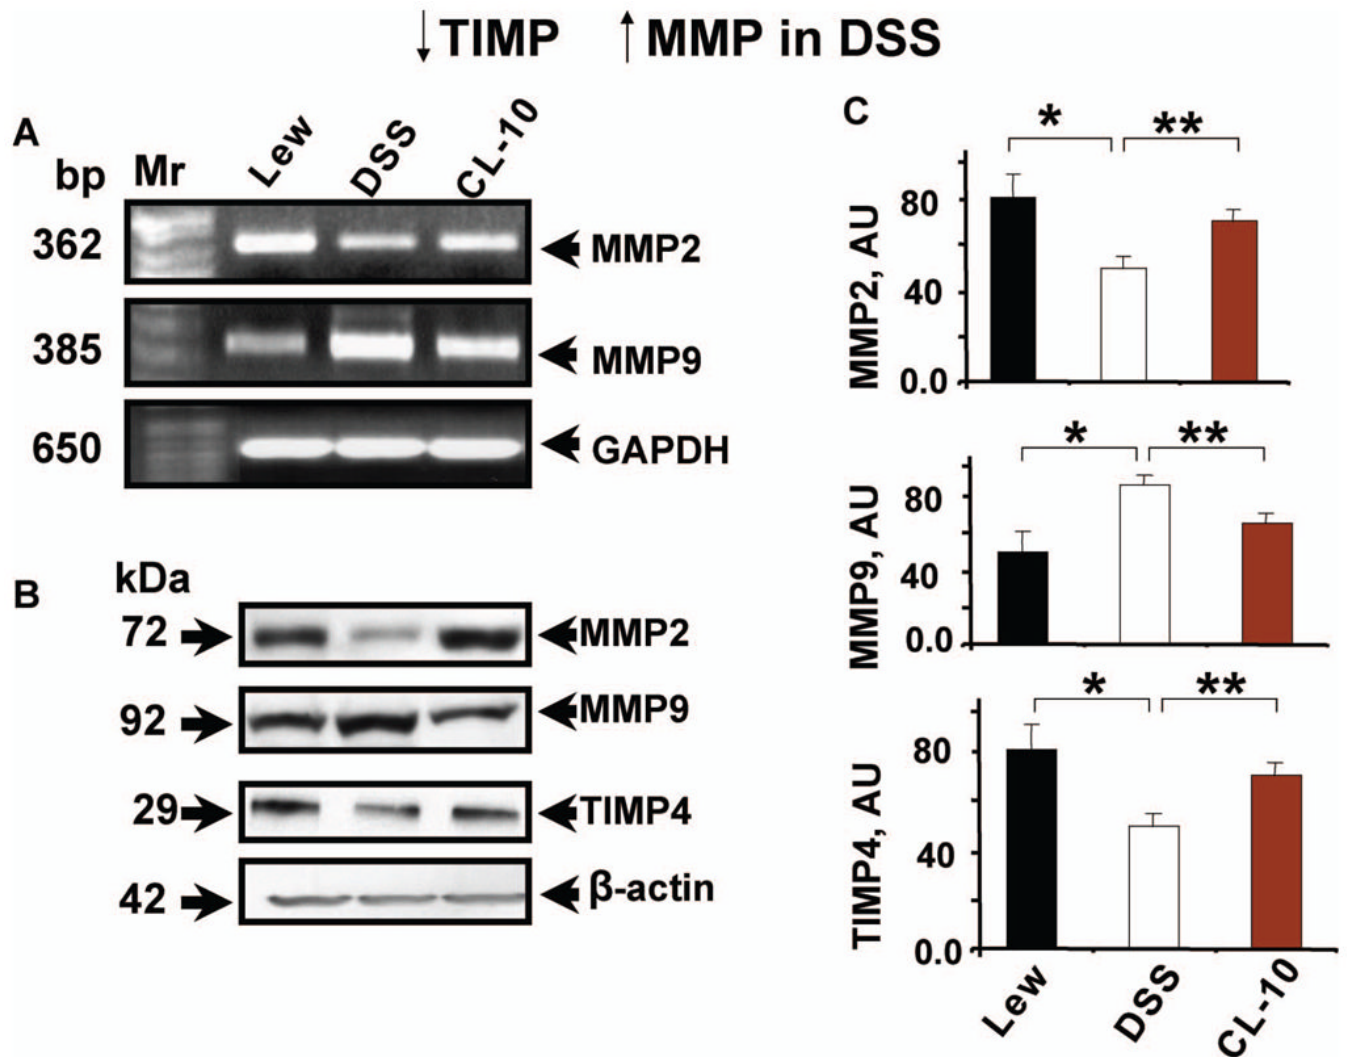 ↓TIMP ↑MMP in DSS
A
bp Mr Lew DSS CL-10
362 MMP2
385 MMP9
650 GAPDH
B
kDa
72 MMP2
92 MMP9
29 TIMP4
42 β-actin
C
* **
MMP2, AU
80
40
0.0
* **
MMP9, AU
80
40
0.0
* **
TIMP4, AU
80
40
0.0
Lew DSS CL-10